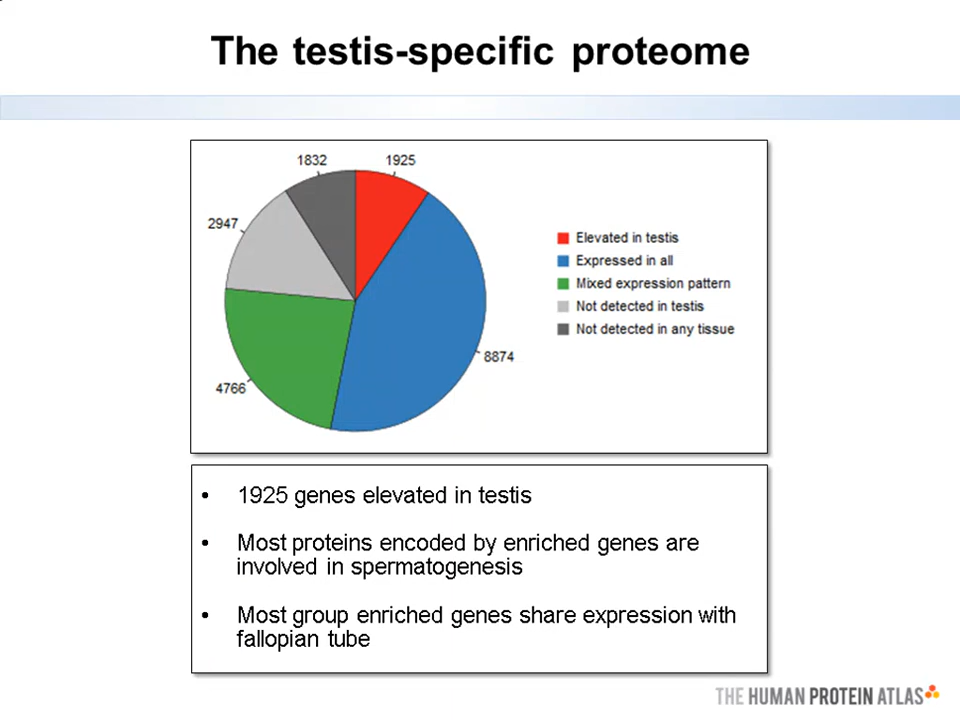 The testis-specific proteome
1832
1925
2947
Elevated in testis
Expressed in all
Mixed expression pattern
Not detected in testis
Not detected in any tissue
8874
4766
• 1925 genes elevated in testis
• Most proteins encoded by enriched genes are
involved in spermatogenesis
• Most group enriched genes share expression with
fallopian tube
THE HUMAN PROTEIN ATLAS